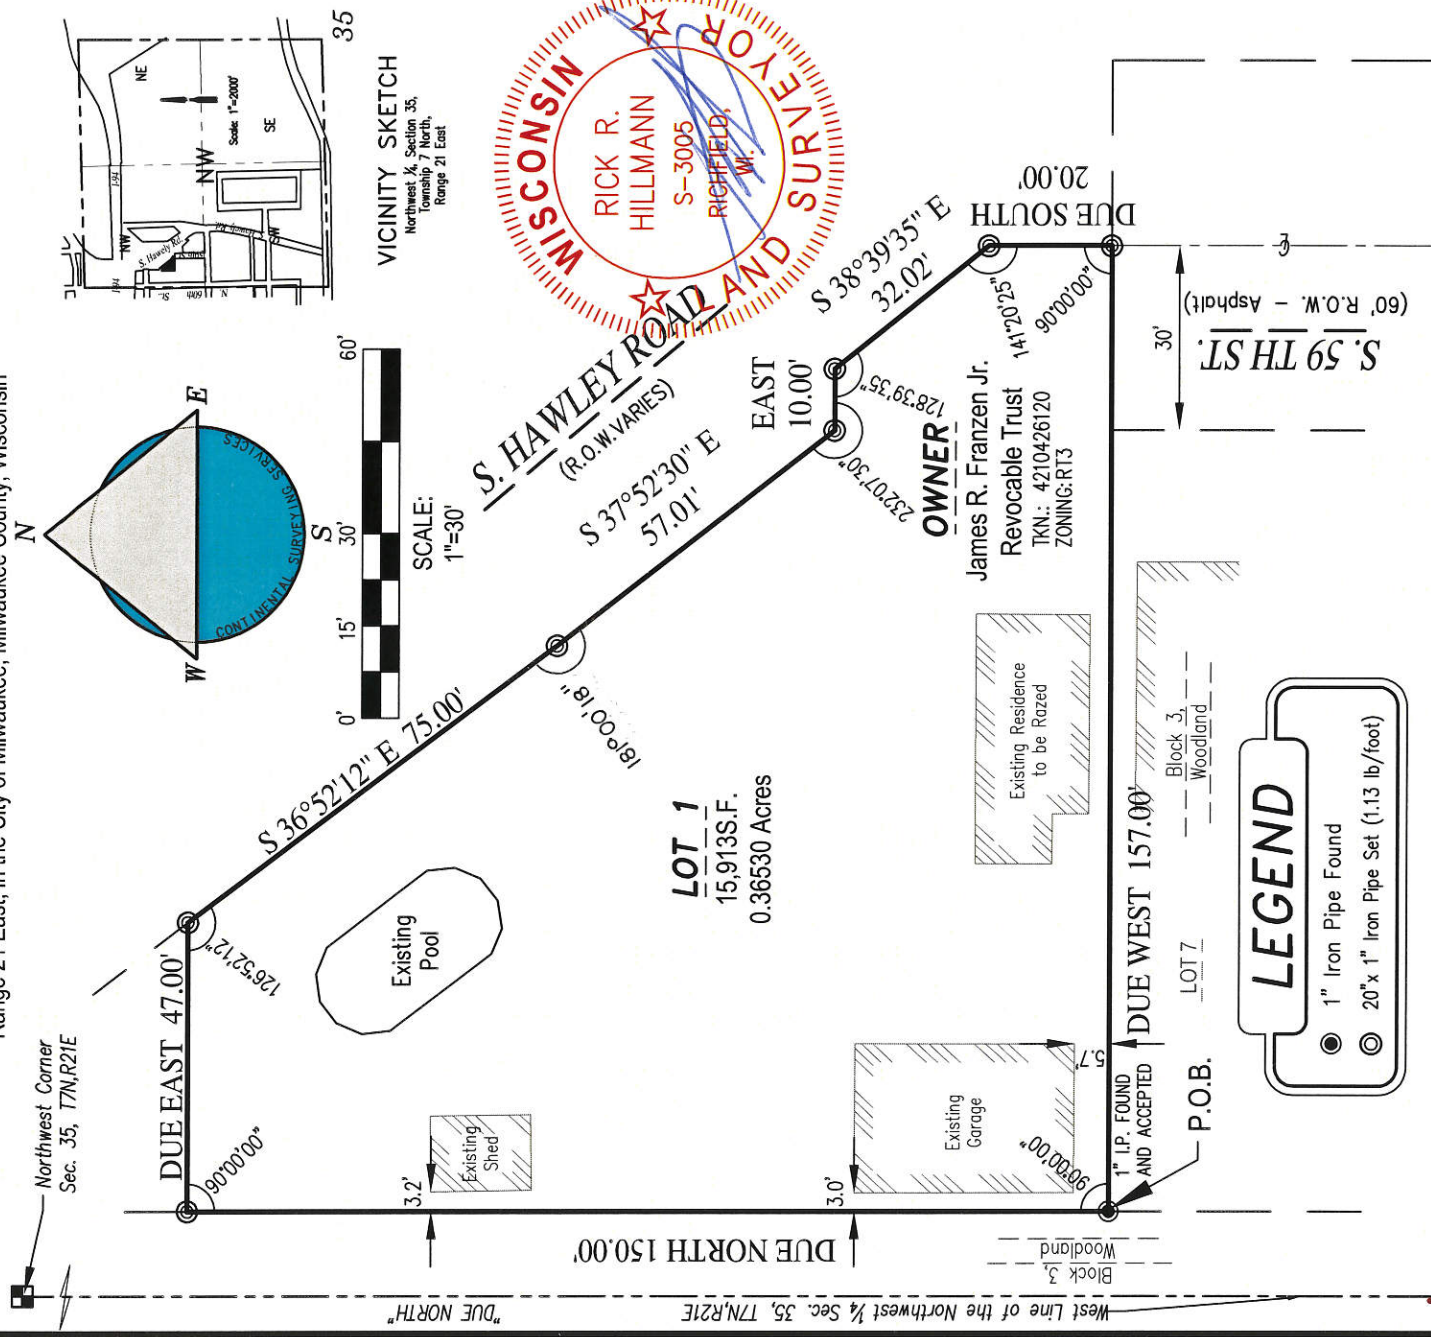 Range 21 East, in the City of Milwaukee, Milwaukee County, Wisconsin
Northwest Corner
Sec. 35, T7N,R21E
N
W
E
S
CONTINENTAL SURVEYING SERVICES
0'
15'
30'
60'
SCALE:
1"=30'
NW
NE
SE
SW
NW
S. Hawely Rd.
S. Hawely Rd.
I-94
I-94
60th
St.
N
Scale: 1"=2000'
35
VICINITY SKETCH
Northwest ¼, Section 35,
Township 7 North,
Range 21 East
WISCONSIN
LAND SURVEYOR
RICK R.
HILLMANN
S-3005
RICHFIELD,
WI.
S. HAWLEY ROAD
(R.O.W.VARIES)
DUE EAST 47.00'
S 36°52'12" E 75.00'
S 37°52'30" E
57.01'
EAST
10.00'
S 38°39'35" E
32.02'
DUE SOUTH
20.00'
90°00'00"
126°52'12"
181°00'18"
232°07'30"
128°39'35"
141°20'25"
90°00'00"
90°00'00"
Existing
Pool
Existing
Shed
3.2'
Existing
Garage
3.0'
5.7'
LOT 1
15,913S.F.
0.36530 Acres
Existing Residence
to be Razed
OWNER
James R. Franzen Jr.
Revocable Trust
TKN.: 4210426120
ZONING:RT3
DUE NORTH 150.00'
DUE WEST 157.00'
1" I.P. FOUND
AND ACCEPTED
P.O.B.
LOT 7
Block 3,
Woodland
Block 3,
Woodland
30'
S. 59 TH ST.
(60' R.O.W. - Asphalt)
West Line of the Northwest ¼ Sec. 35, T7N,R21E
"DUE NORTH"
LEGEND
1" Iron Pipe Found
20"x 1" Iron Pipe Set (1.13 lb/foot)